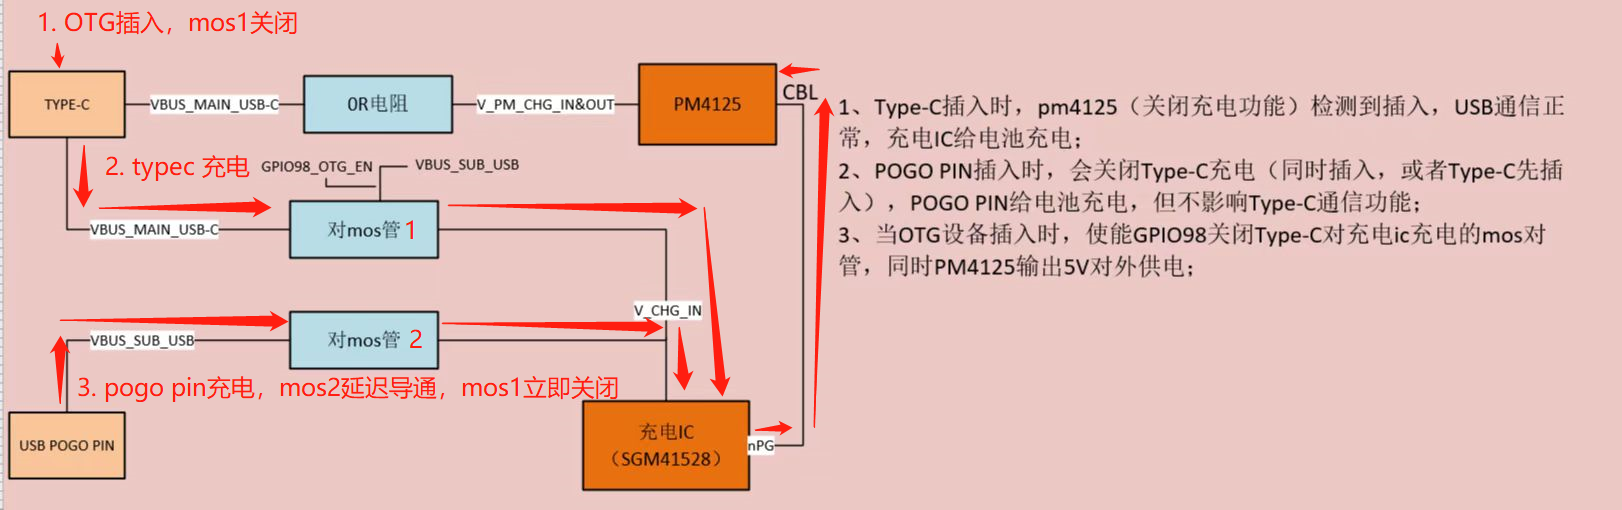 1. OTG插入，mos1关闭
TYPE-C
VBUS_MAIN_USB-C
0R电阻
V_PM_CHG_IN&OUT
PM4125
CBL
2. typec 充电
GPIO98_OTG_EN
VBUS_SUB_USB
VBUS_MAIN_USB-C
对mos管 1
V_CHG_IN
VBUS_SUB_USB
对mos管 2
3. pogo pin充电，mos2延迟导通，mos1立即关闭
USB POGO PIN
充电IC
（SGM41528）
nPG
1、Type-C插入时，pm4125（关闭充电功能）检测到插入，USB通信正
常，充电IC给电池充电；
2、POGO PIN插入时，会关闭Type-C充电（同时插入，或者Type-C先插
入），POGO PIN给电池充电，但不影响Type-C通信功能；
3、当OTG设备插入时，使能GPIO98关闭Type-C对充电ic充电的mos对
管，同时PM4125输出5V对外供电；